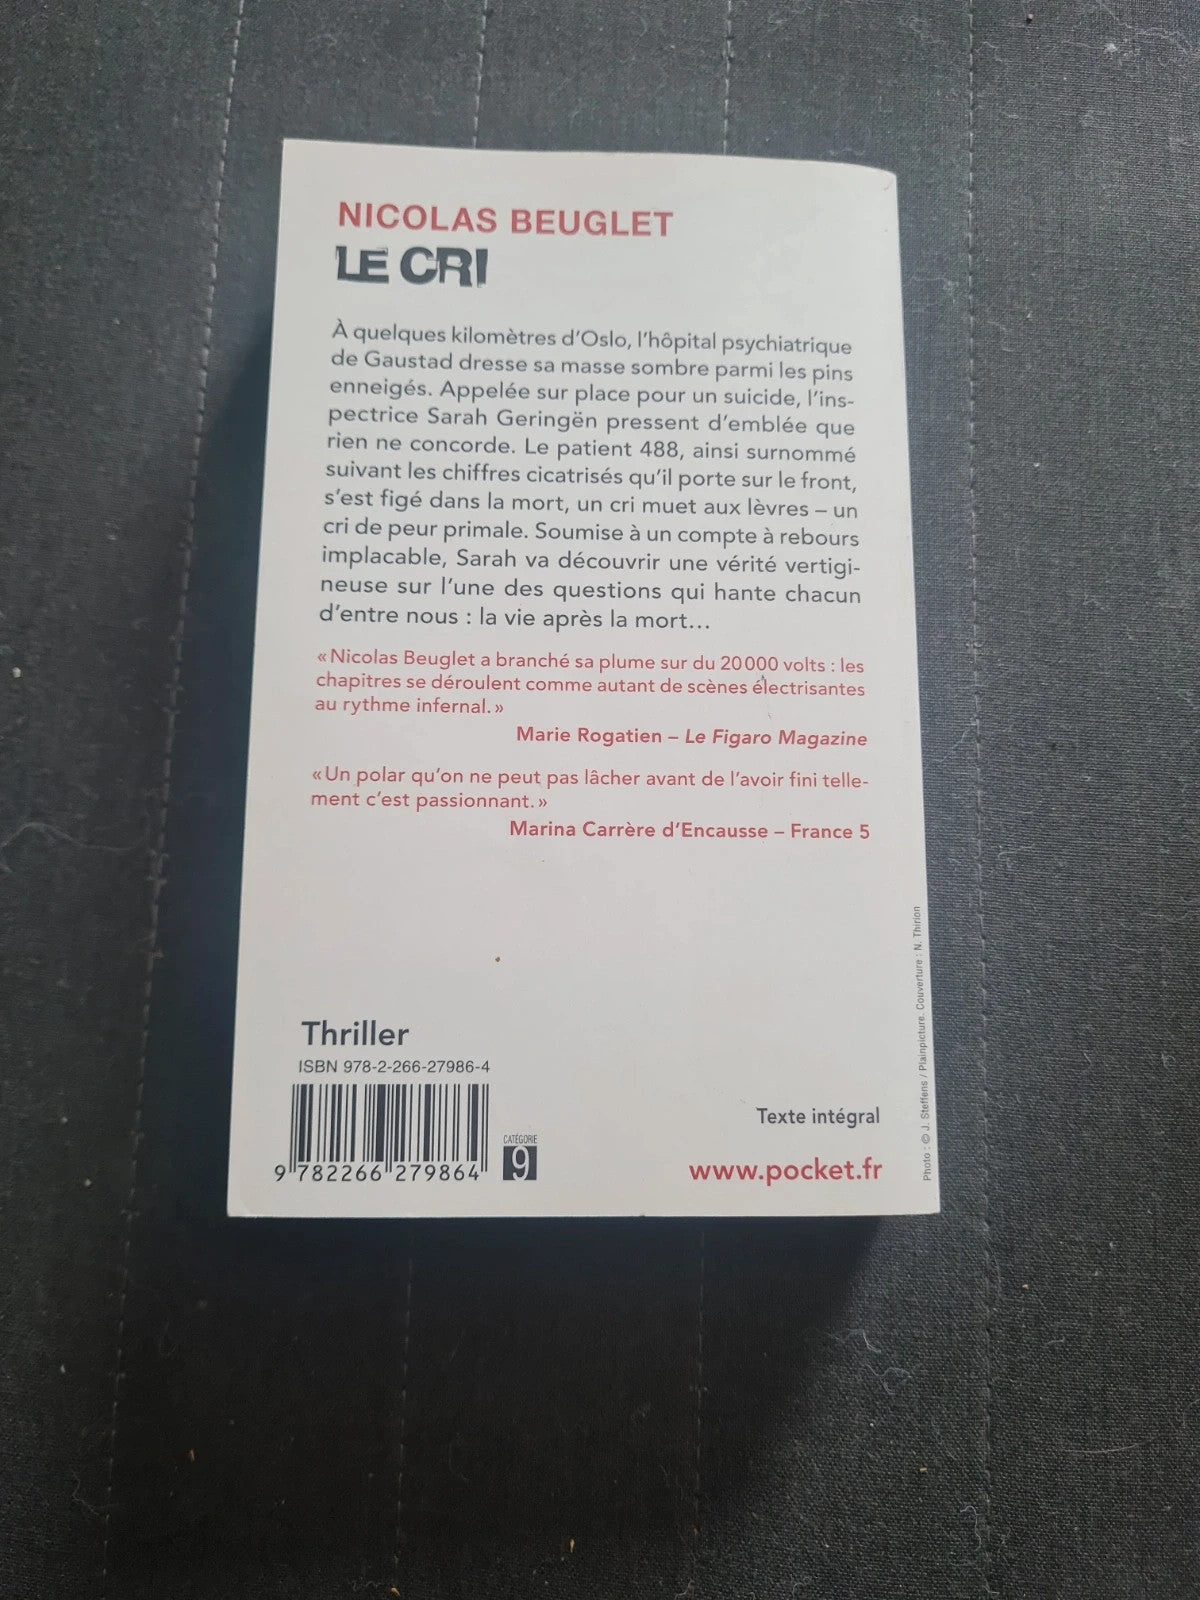 NICOLAS BEUGLET
LE CRI
À quelques kilomètres d'Oslo, l'hôpital psychiatrique
de Gaustad dresse sa masse sombre parmi les pins
enneigés. Appelée sur place pour un suicide, l'ins-
pectrice Sarah Geringën pressent d'emblée que
rien ne concorde. Le patient 488, ainsi surnommé
suivant les chiffres cicatrisés qu'il porte sur le front,
s'est figé dans la mort, un cri muet aux lèvres – un
cri de peur primale. Soumise à un compte à rebours
implacable, Sarah va découvrir une vérité vertigi-
neuse sur l'une des questions qui hante chacun
d'entre nous : la vie après la mort…
« Nicolas Beuglet a branché sa plume sur du 20 000 volts : les
chapitres se déroulent comme autant de scènes électrisantes
au rythme infernal. »
Marie Rogatien – Le Figaro Magazine
« Un polar qu'on ne peut pas lâcher avant de l'avoir fini telle-
ment c'est passionnant. »
Marina Carrère d'Encausse – France 5
Thriller
ISBN 978-2-266-27986-4
9 782266 279864
CATÉGORIE
9
Texte intégral
www.pocket.fr
Photo : © J. Steffens / Plainpicture. Couverture : N. Thirion